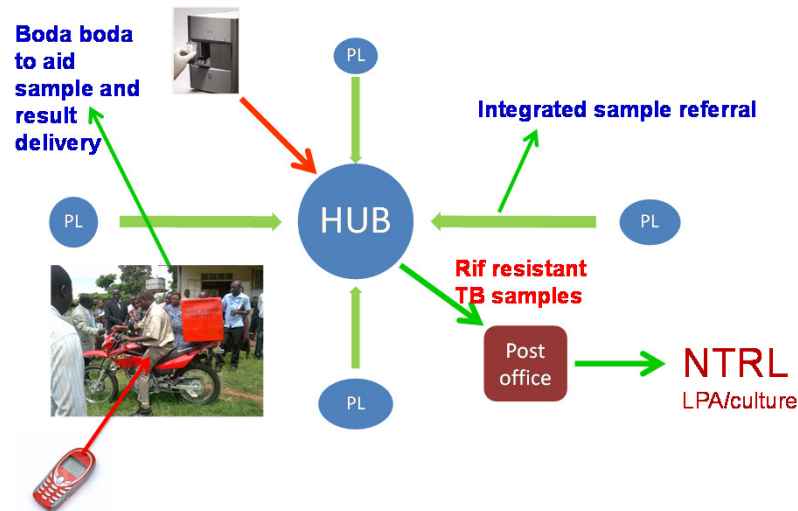 Boda boda
to aid
sample and
result
delivery
PL
Integrated sample referral
PL
HUB
PL
Rif resistant
TB samples
Post
office
NTRL
LPA/culture
PL